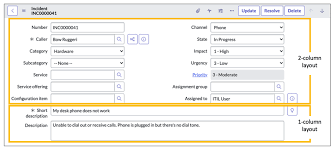 Incident
INC0000041
Update
Resolve
Delete
Number
INC0000041
Channel
Phone
Caller
Bow Ruggeri
State
In Progress
Category
Hardware
Impact
1 - High
Subcategory
-- None --
Urgency
3 - Low
Service
Priority
3 - Moderate
Service offering
Assignment group
Configuration item
Assigned to
ITIL User
Short description
My desk phone does not work
Description
Unable to dial out or receive calls. Phone is plugged in but there's no dial tone.
2-column
layout
1-column
layout